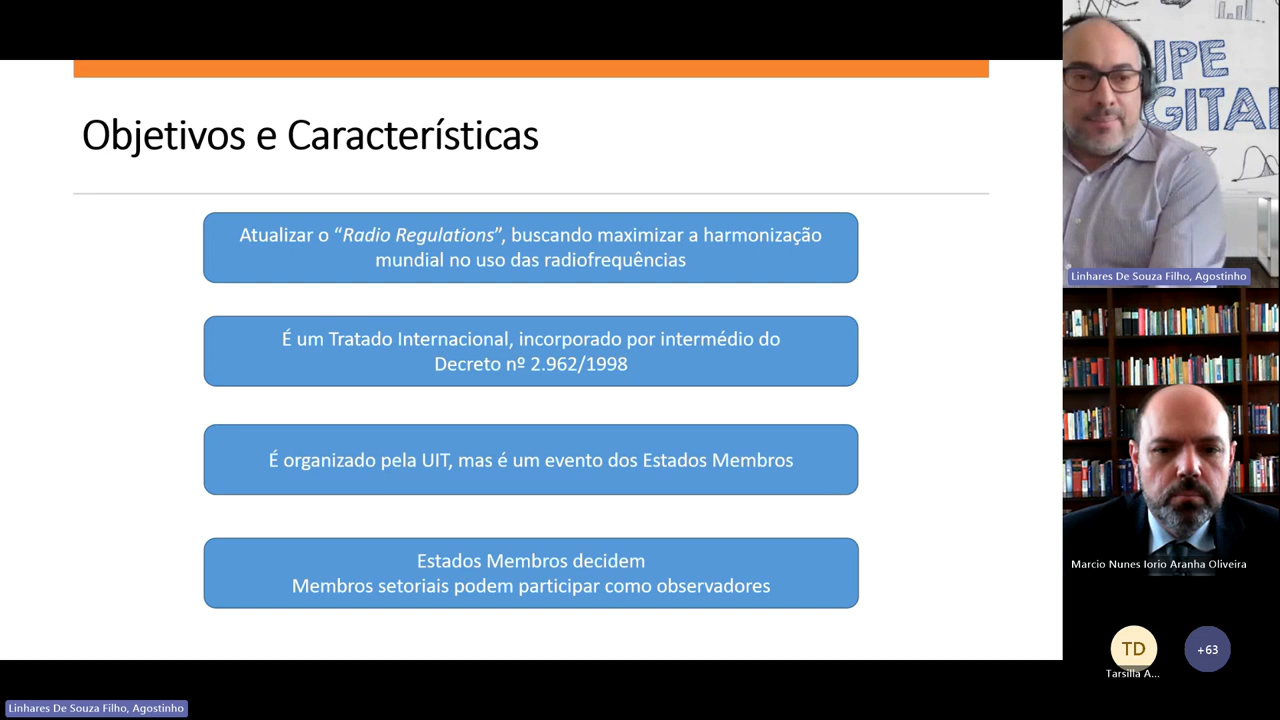 Objetivos e Características
Atualizar o “Radio Regulations”, buscando maximizar a harmonização
mundial no uso das radiofrequências
É um Tratado Internacional, incorporado por intermédio do
Decreto nº 2.962/1998
É organizado pela UIT, mas é um evento dos Estados Membros
Estados Membros decidem
Membros setoriais podem participar como observadores
IPE
GITAL
Linhares De Souza Filho, Agostinho
Marcio Nunes Iorio Aranha Oliveira
TD
+63
Tarsilla A...
Linhares De Souza Filho, Agostinho